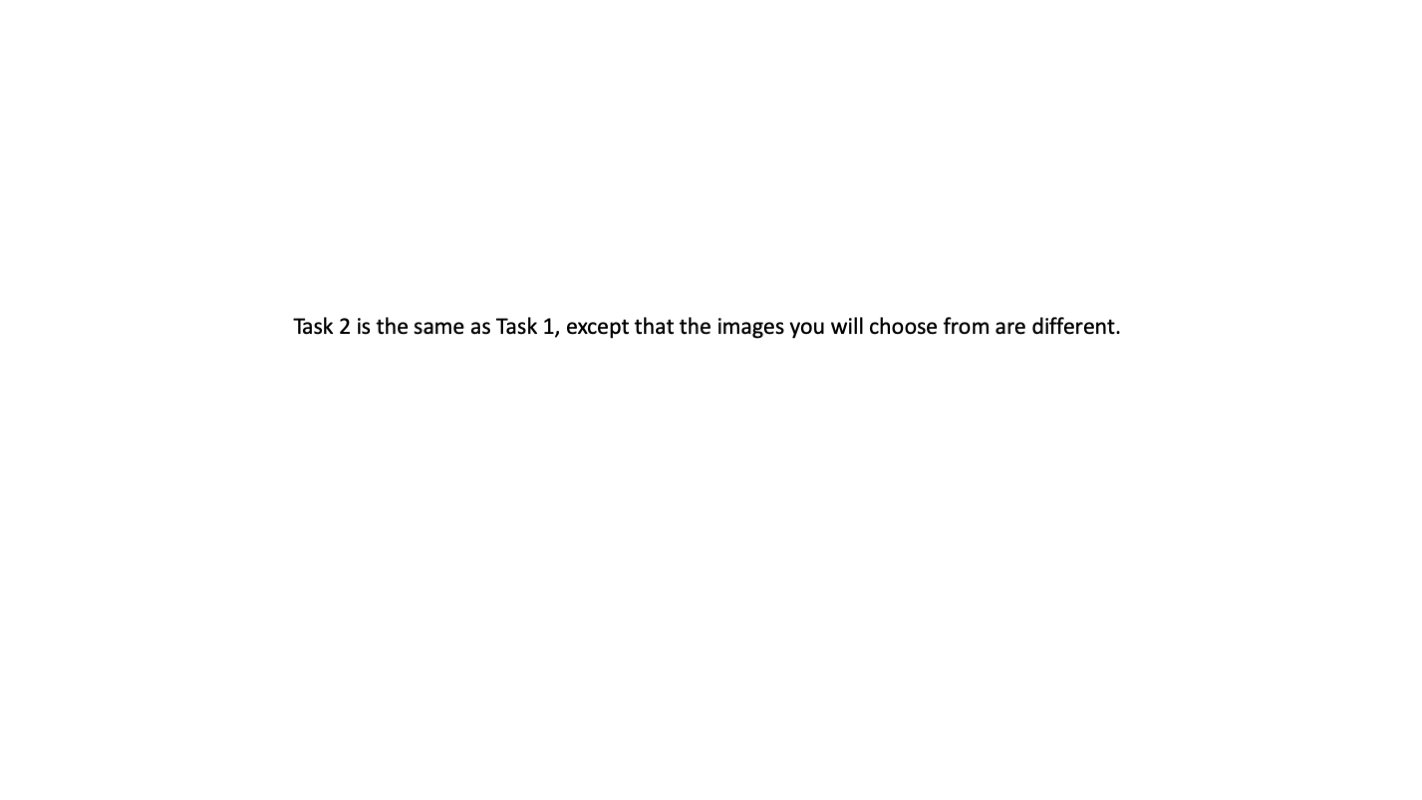 Task 2 is the same as Task 1, except that the images you will choose from are different.